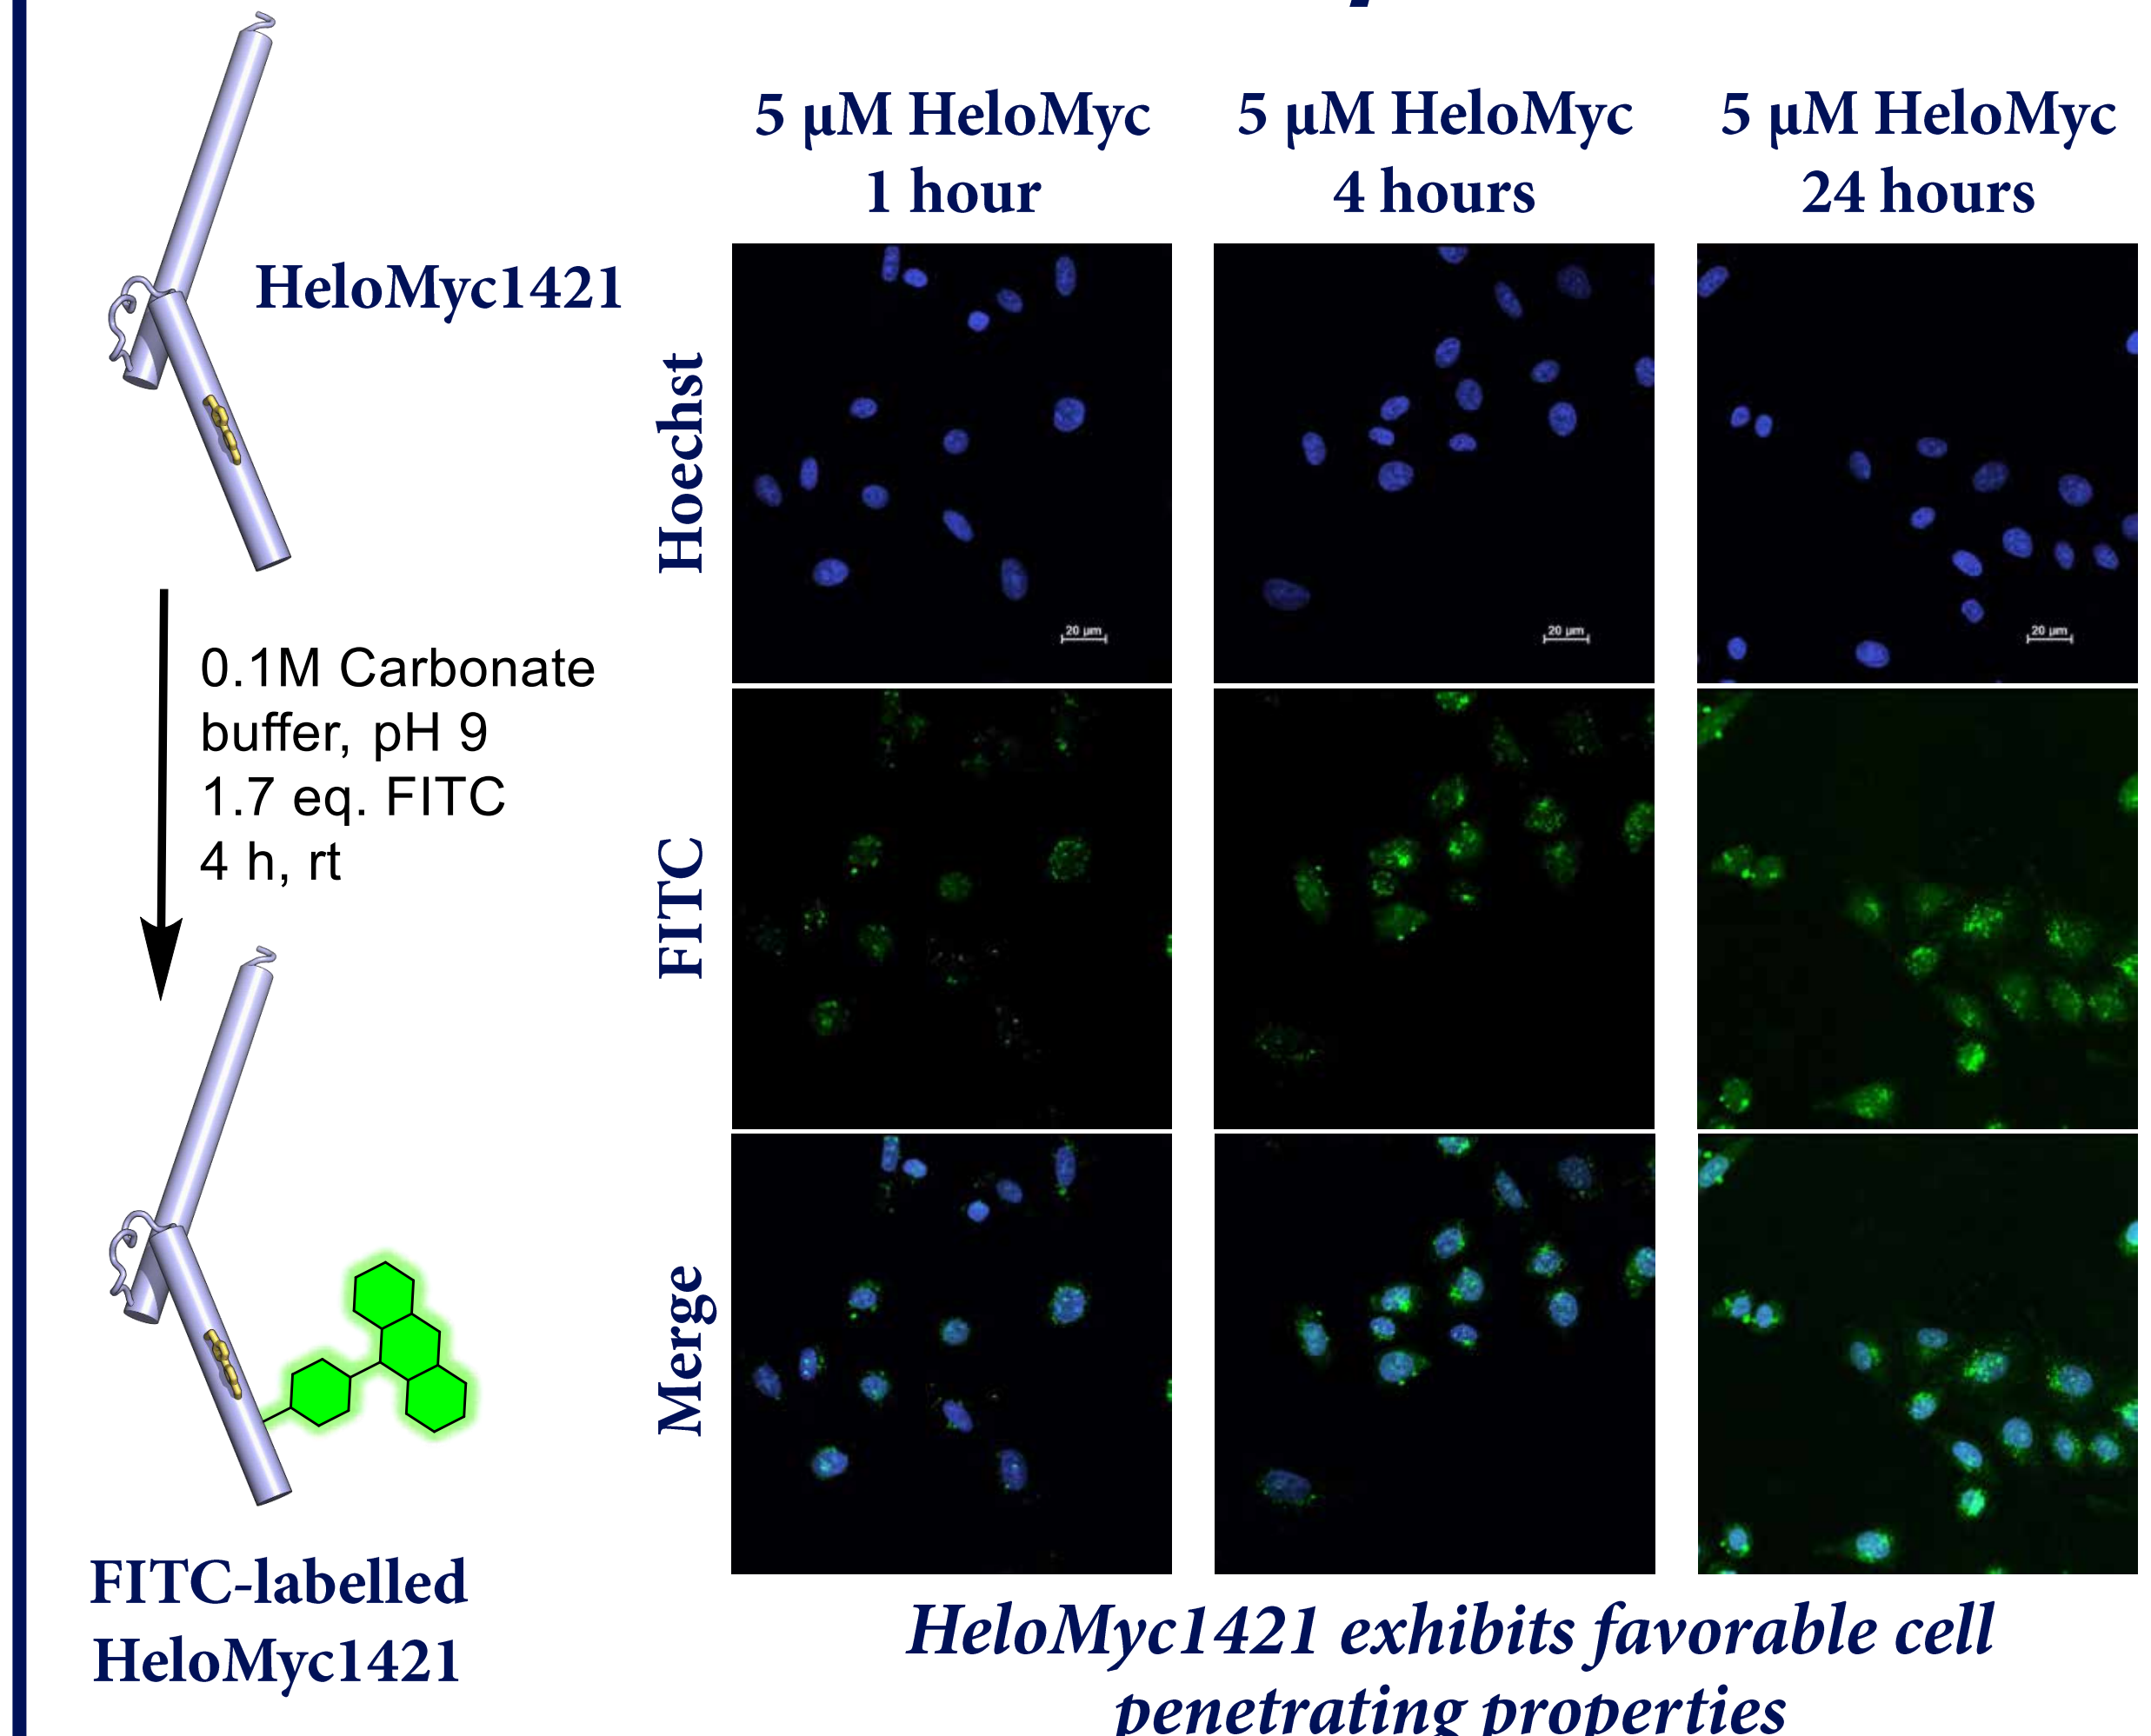 HeloMyc1421
0.1M Carbonate
buffer, pH 9
1.7 eq. FITC
4 h, rt
FITC-labelled
HeloMyc1421
5 μM HeloMyc
1 hour
5 μM HeloMyc
4 hours
5 μM HeloMyc
24 hours
Hoechst
20 μm
20 μm
20 μm
FITC
Merge
HeloMyc1421 exhibits favorable cell
penetrating properties